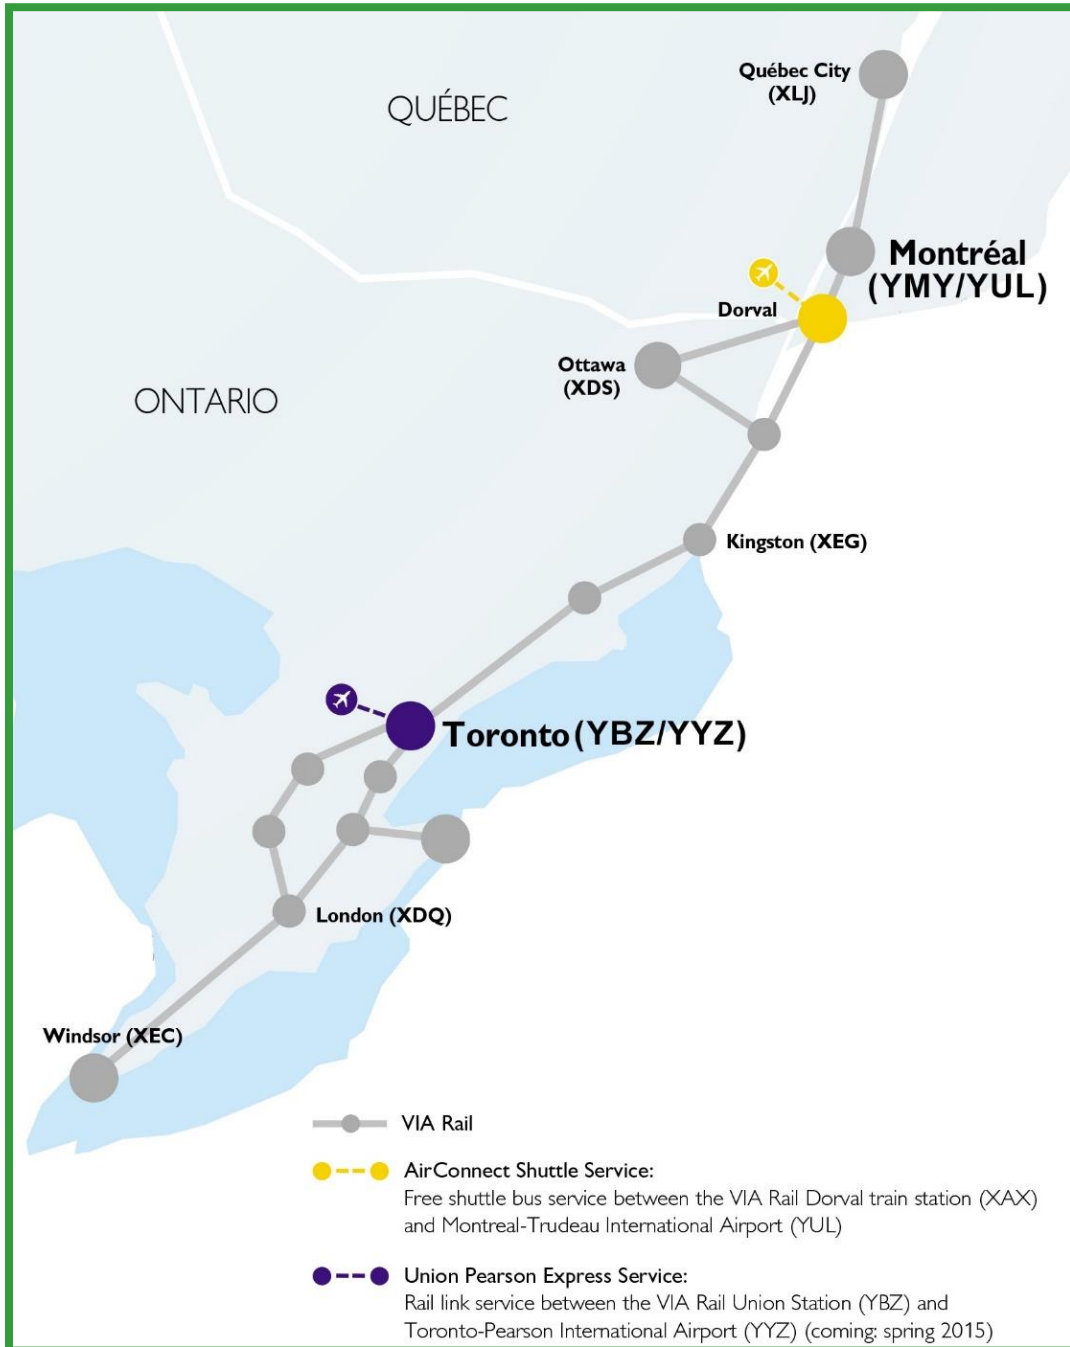 Québec City
(XLJ)
QUÉBEC
Montréal
(YMY/YUL)
Dorval
Ottawa
(XDS)
ONTARIO
Kingston (XEG)
Toronto (YBZ/YYZ)
London (XDQ)
Windsor (XEC)
VIA Rail
AirConnect Shuttle Service:
Free shuttle bus service between the VIA Rail Dorval train station (XAX)
and Montreal-Trudeau International Airport (YUL)
Union Pearson Express Service:
Rail link service between the VIA Rail Union Station (YBZ) and
Toronto-Pearson International Airport (YYZ) (coming: spring 2015)